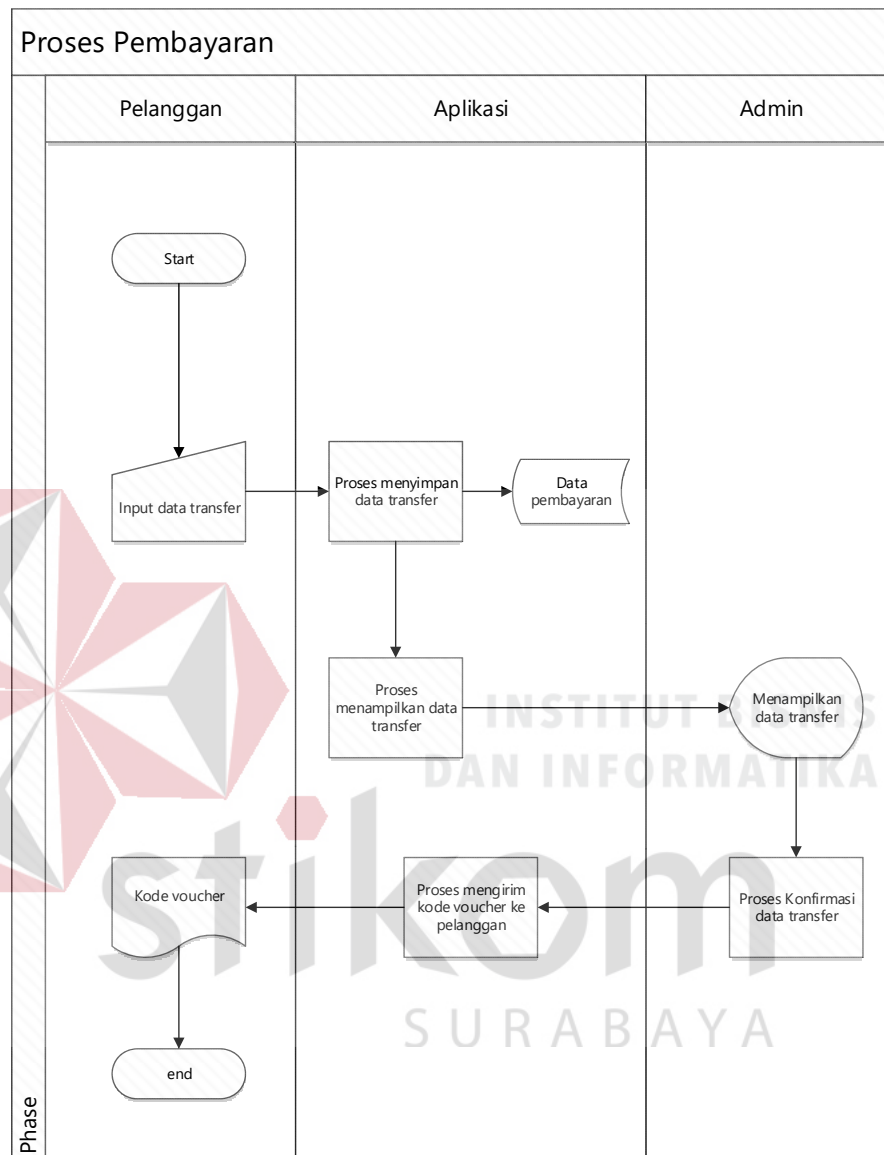 Proses Pembayaran
Pelanggan
Aplikasi
Admin
Start
Input data transfer
Proses menyimpan
data transfer
Data
pembayaran
Proses
menampilkan data
transfer
Menampilkan
data transfer
INSTITUT BISNIS
DAN INFORMATIKA
stikom
SURABAYA
Kode voucher
Proses mengirim
kode voucher ke
pelanggan
Proses Konfirmasi
data transfer
end
Phase